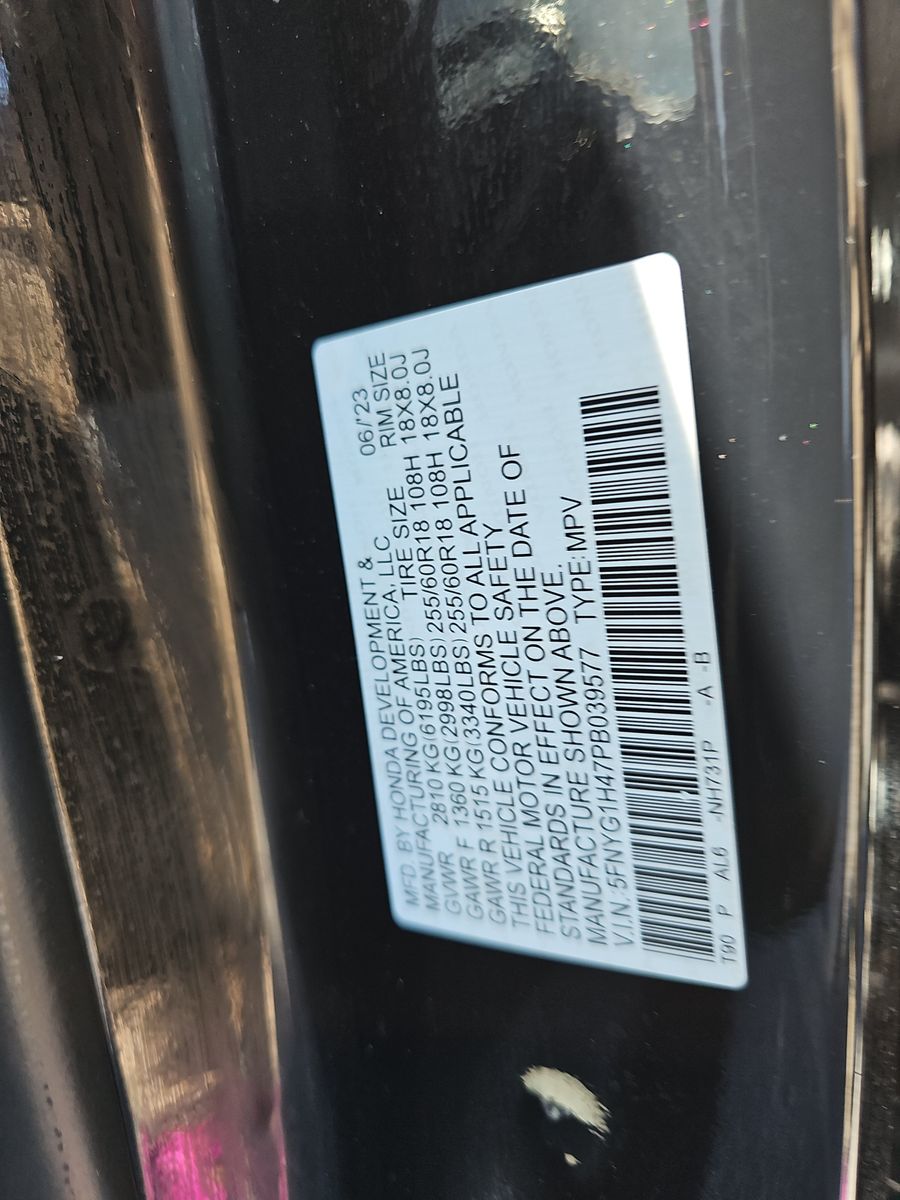 MFD. BY HONDA DEVELOPMENT & 06/'23
MANUFACTURING OF AMERICA, LLC RIM SIZE
GVWR 2810 KG(6195LBS) TIRE SIZE
GAWR F 1360 KG(2998LBS) 255/60R18 108H 18X8.0J
GAWR R 1515 KG(3340LBS) 255/60R18 108H 18X8.0J
THIS VEHICLE CONFORMS TO ALL APPLICABLE
FEDERAL MOTOR VEHICLE SAFETY
STANDARDS IN EFFECT ON THE DATE OF
MANUFACTURE SHOWN ABOVE.
V.I.N. 5FNYG1H47PB039577 TYPE: MPV
T90 P AL6 -NH731P -A -B